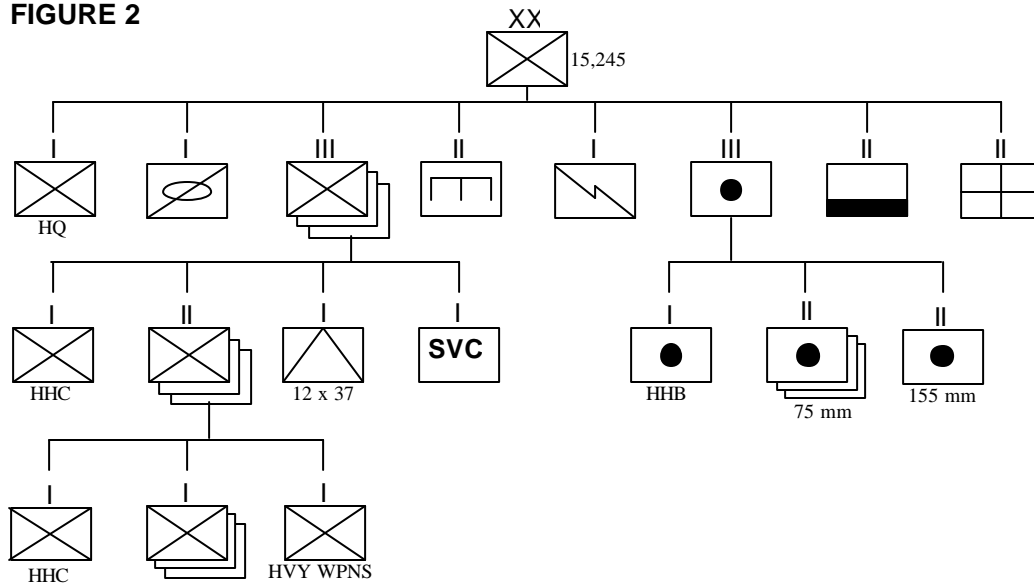 FIGURE 2
XX
15,245
I I III II I III II II
HQ
I II I I I II II
SVC
HHC 12 x 37 HHB 75 mm 155 mm
I I I
HHC HVY WPNS